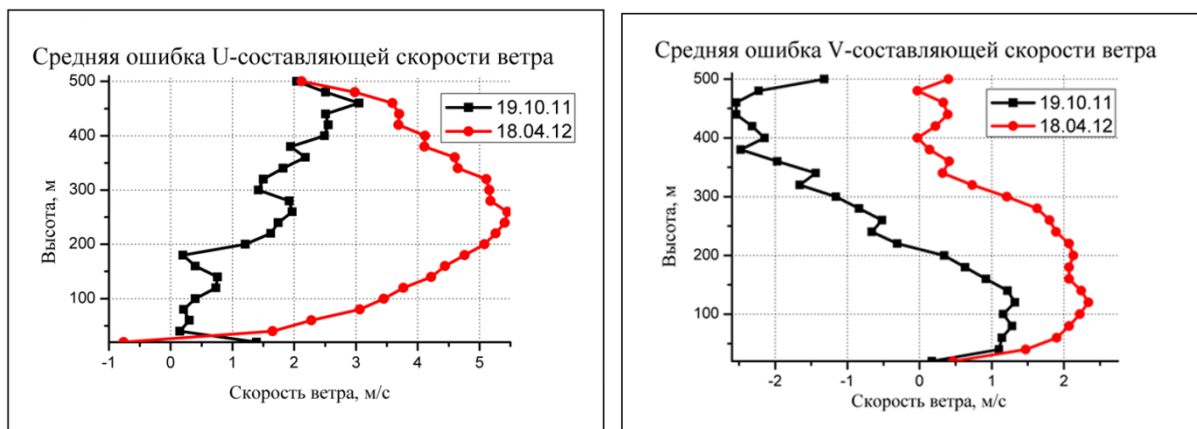 Средняя ошибка U-составляющей скорости ветра
500
400
300
200
100
Высота, м
19.10.11
18.04.12
-1 0 1 2 3 4 5
Скорость ветра, м/с
Средняя ошибка V-составляющей скорости ветра
500
400
300
200
100
Высота, м
19.10.11
18.04.12
-2 -1 0 1 2
Скорость ветра, м/с